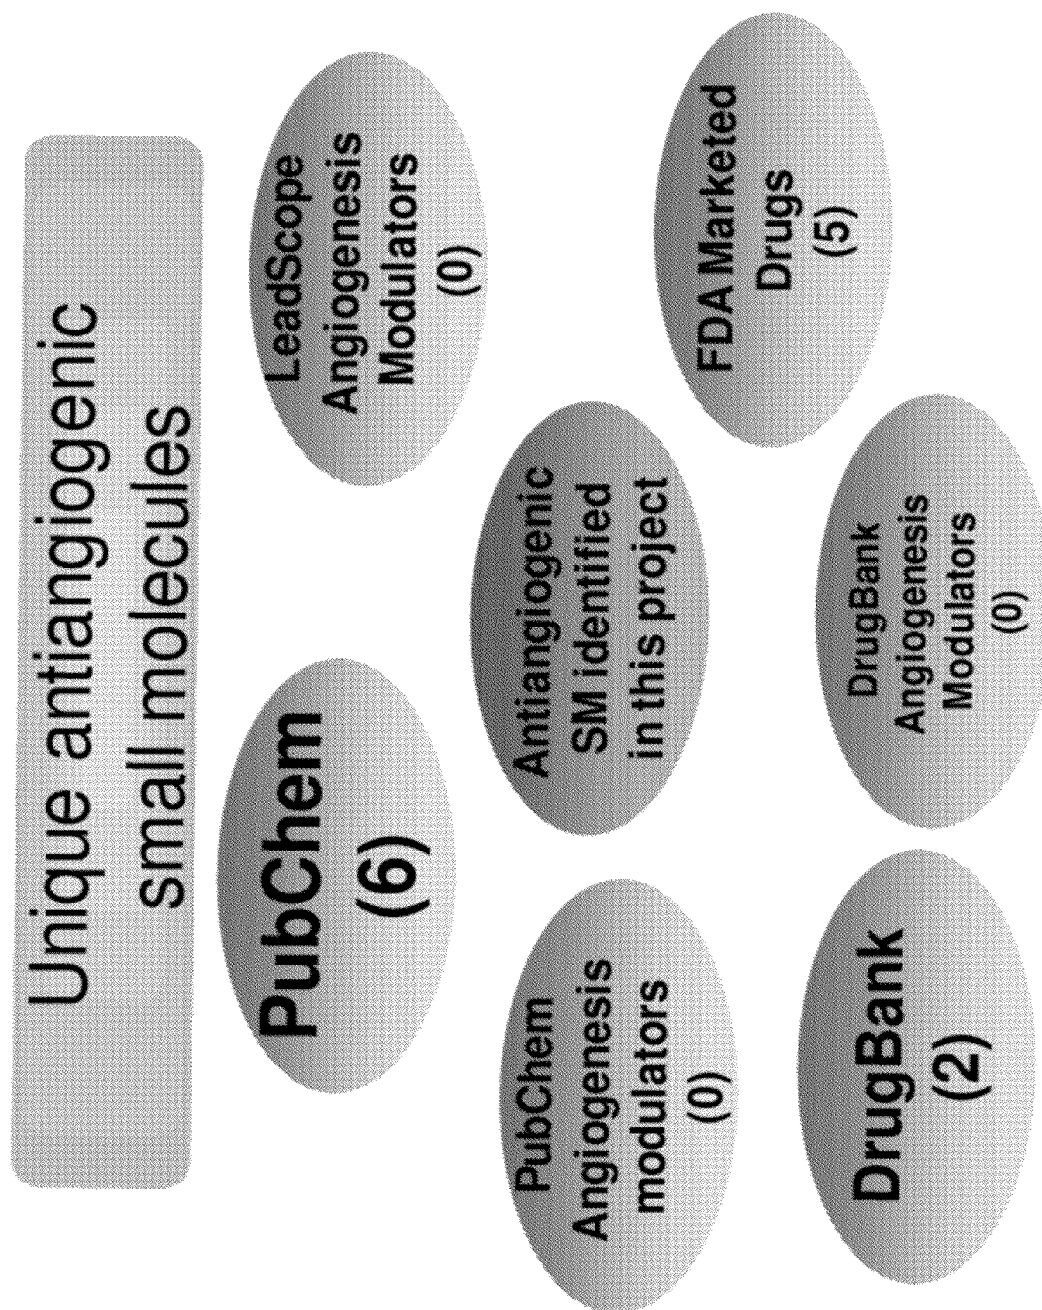 Unique antiangiogenic
small molecules
PubChem
(6)
LeadScope
Angiogenesis
Modulators
(0)
PubChem
Angiogenesis
modulators
(0)
Antiangiogenic
SM identified
in this project
FDA Marketed
Drugs
(5)
DrugBank
(2)
DrugBank
Angiogenesis
Modulators
(0)